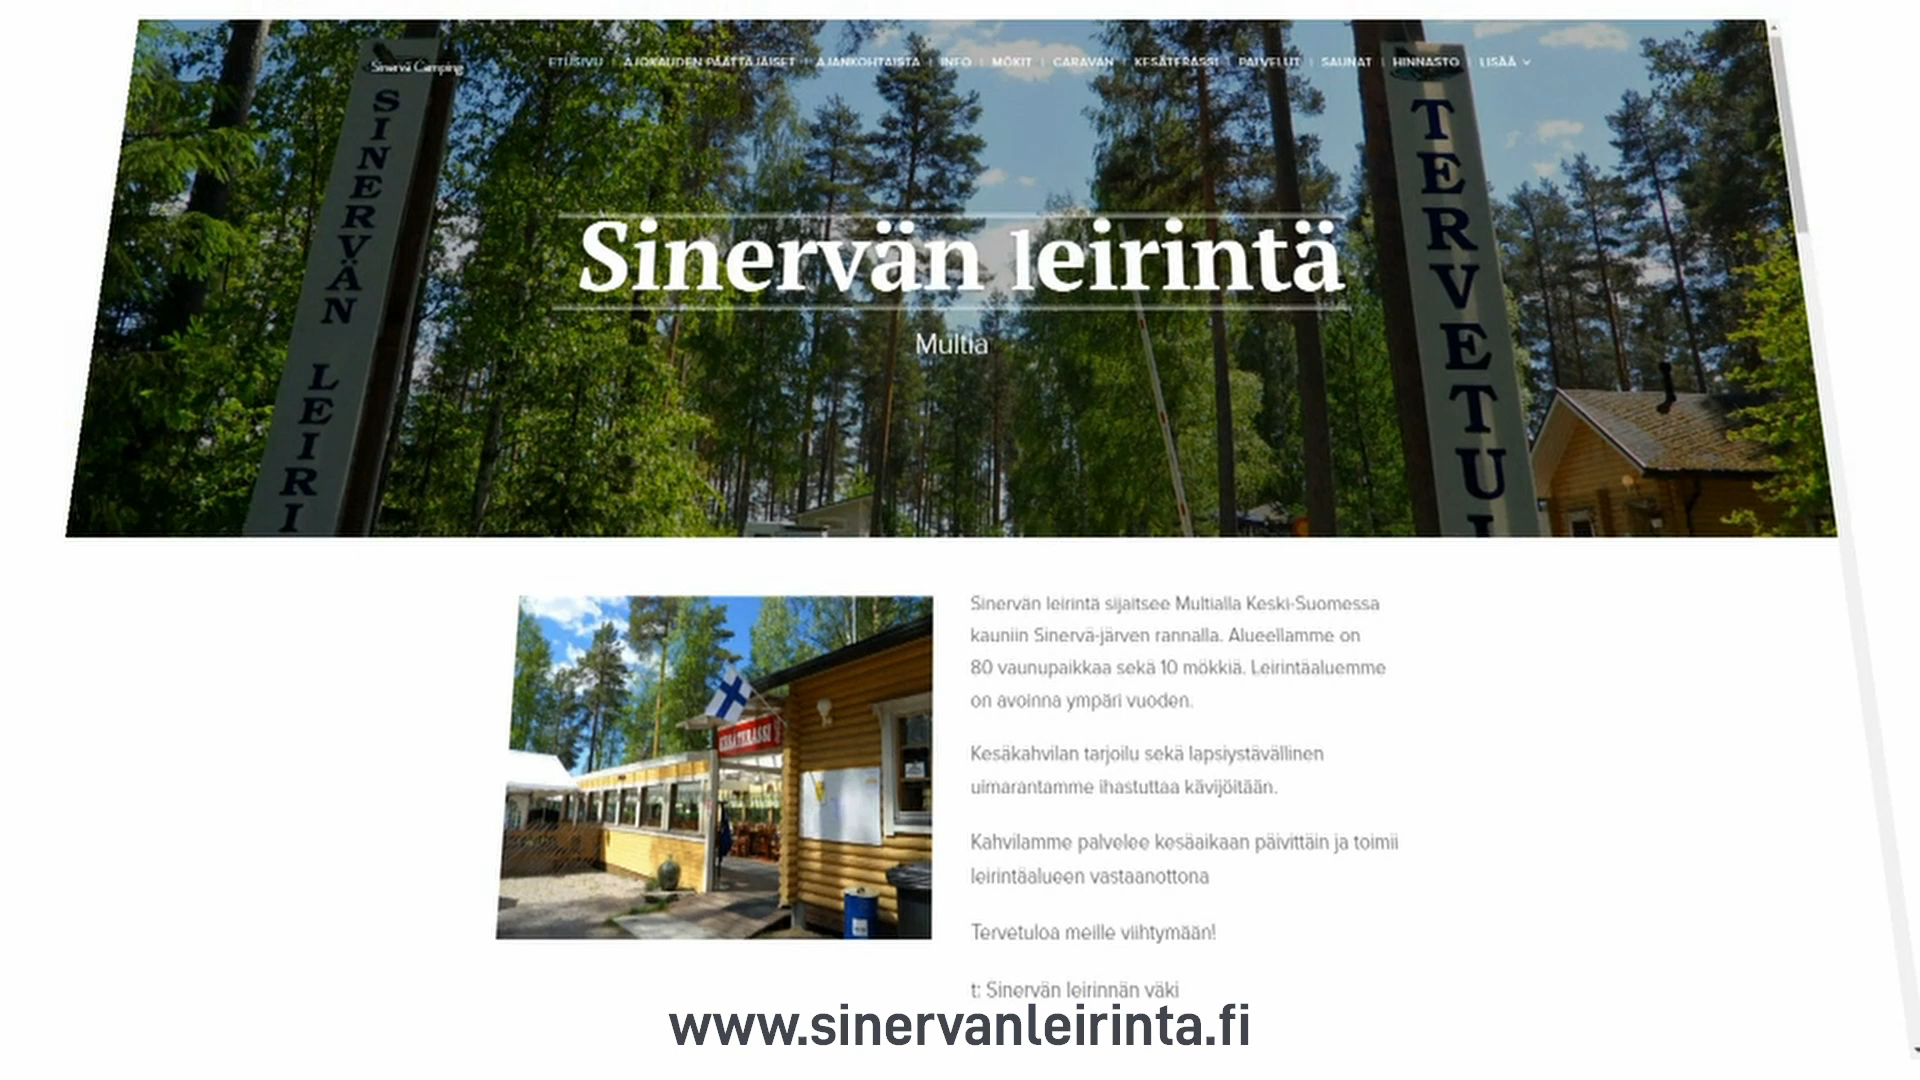 Sinervä Camping
ETUSIVU | AJOKAUDEN PÄÄTTÄJÄISET | AJANKOHTAISTA | INFO | MÖKIT | CARAVAN | KESÄTERASSI | PALVELUT | SAUNAT | HINNASTO | LISÄÄ
SINERVÄN LEIRI
TERVETU
Sinervän leirintä
Multia
KESÄTERASSI
Sinervän leirintä sijaitsee Multialla Keski-Suomessa
kauniin Sinervä-järven rannalla. Alueellamme on
80 vaunupaikkaa sekä 10 mökkiä. Leirintäaluemme
on avoinna ympäri vuoden.
Kesäkahvilan tarjoilu sekä lapsiystävällinen
uimarantamme ihastuttaa kävijöitään.
Kahvilamme palvelee kesäaikaan päivittäin ja toimii
leirintäalueen vastaanottona
Tervetuloa meille viihtymään!
t: Sinervän leirinnän väki
www.sinervanleirinta.fi